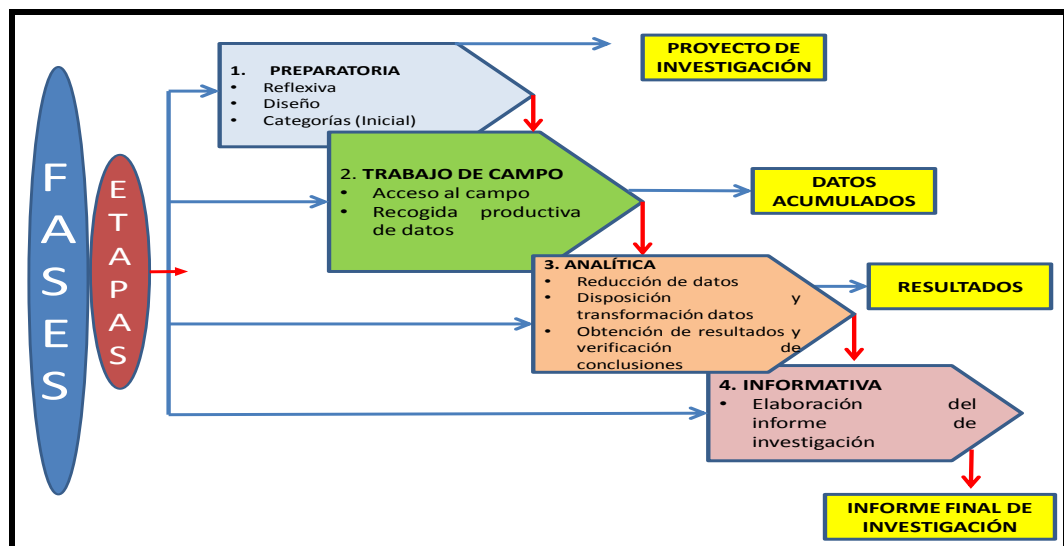 FASES
ETAPAS
1. PREPARATORIA
• Reflexiva
• Diseño
• Categorías (Inicial)
PROYECTO DE
INVESTIGACIÓN
2. TRABAJO DE CAMPO
• Acceso al campo
• Recogida productiva
de datos
DATOS
ACUMULADOS
3. ANALÍTICA
• Reducción de datos
• Disposición y
transformación datos
• Obtención de resultados y
verificación de
conclusiones
RESULTADOS
4. INFORMATIVA
• Elaboración del
informe de
investigación
INFORME FINAL DE
INVESTIGACIÓN